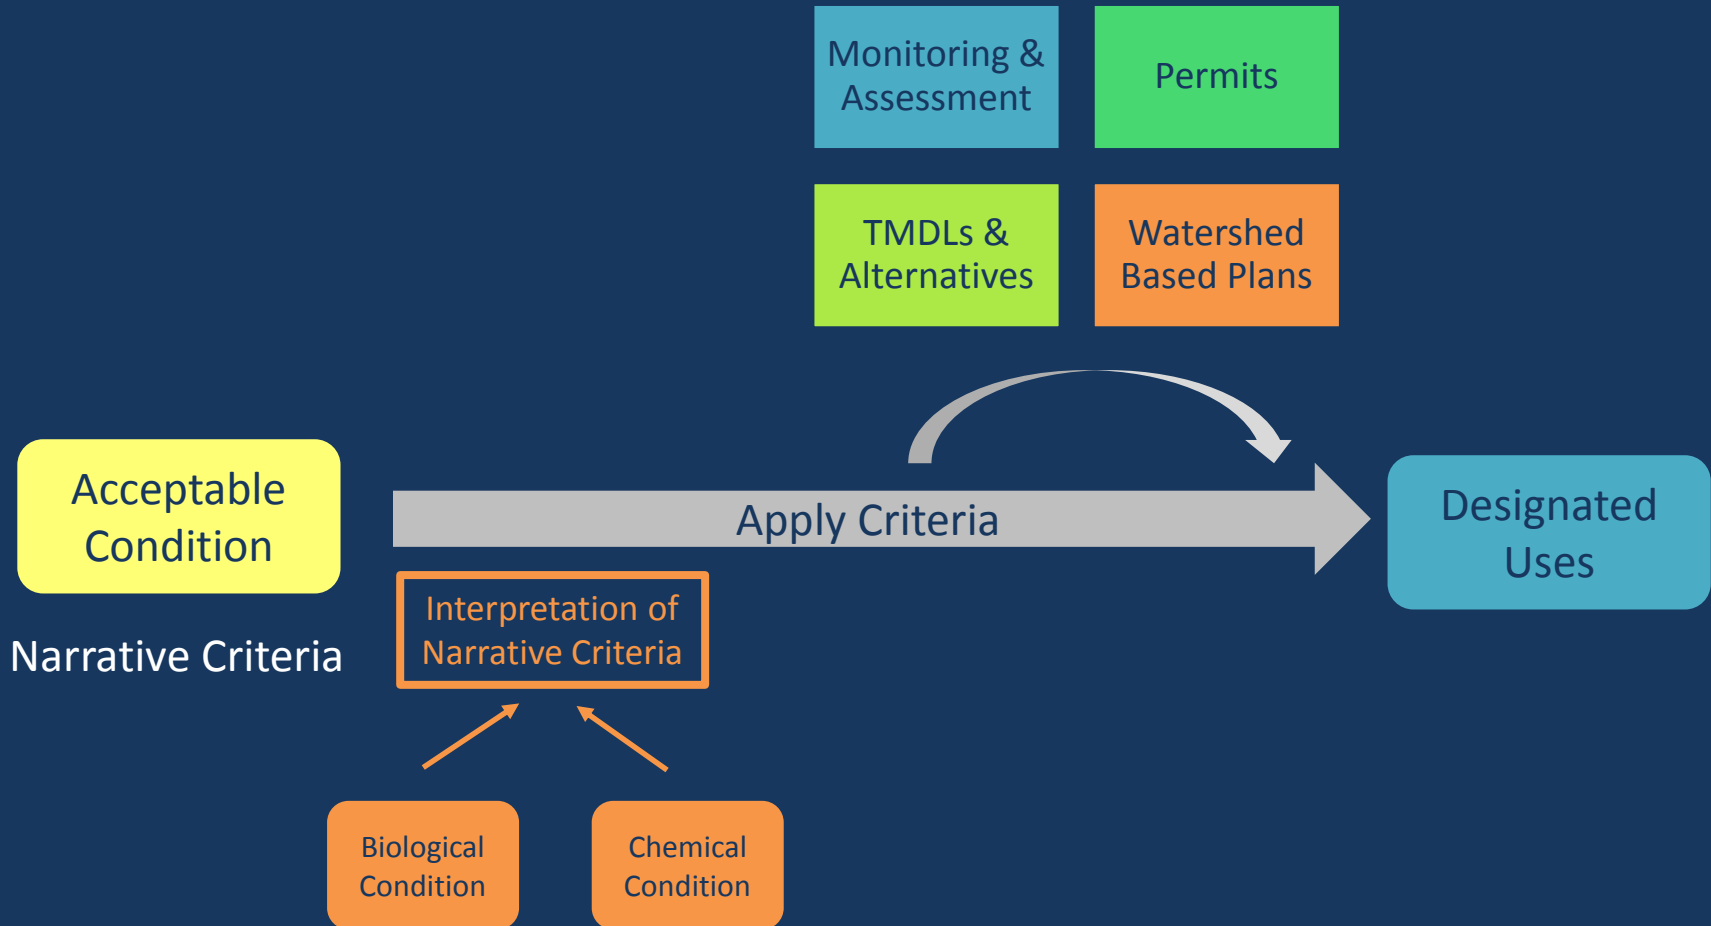 Monitoring &
Assessment
Permits
TMDLs &
Alternatives
Watershed
Based Plans
Acceptable
Condition
Apply Criteria
Designated
Uses
Narrative Criteria
Interpretation of
Narrative Criteria
Biological
Condition
Chemical
Condition